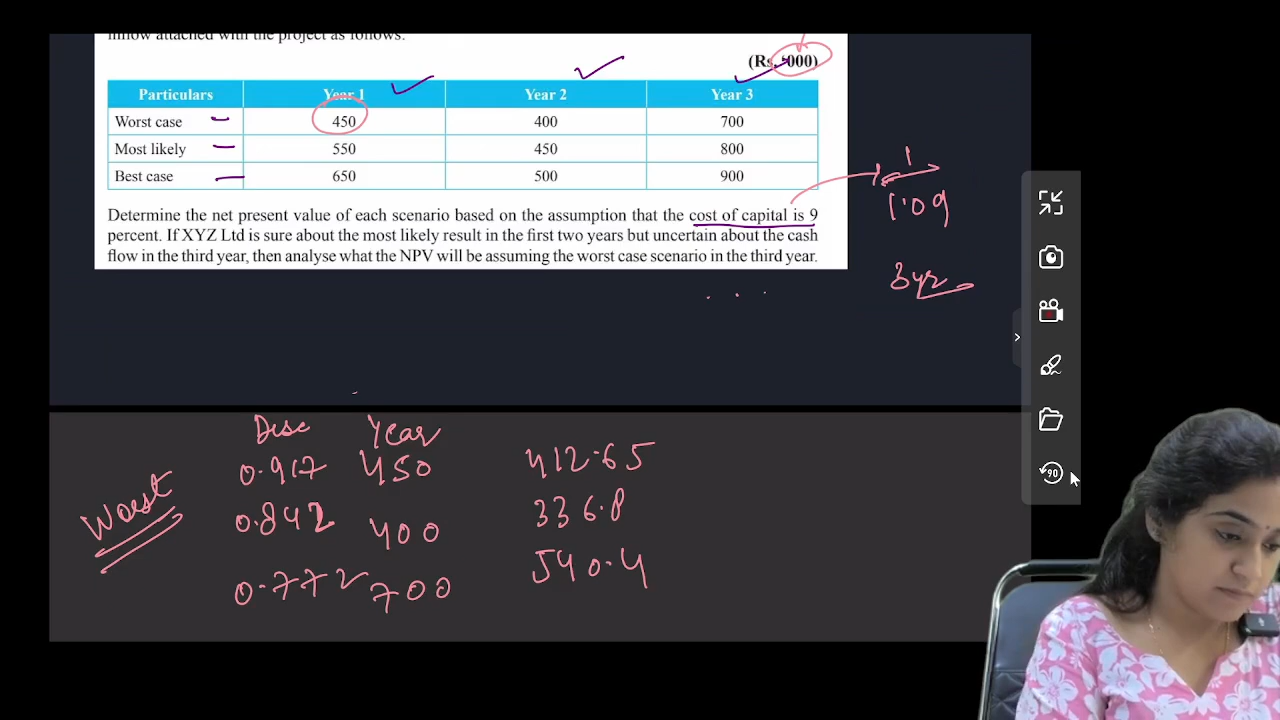 inflow attached with the project as follows:
(Rs. '000)
Particulars Year 1 Year 2 Year 3
Worst case 450 400 700
Most likely 550 450 800
Best case 650 500 900
Determine the net present value of each scenario based on the assumption that the cost of capital is 9
percent. If XYZ Ltd is sure about the most likely result in the first two years but uncertain about the cash
flow in the third year, then analyse what the NPV will be assuming the worst case scenario in the third year.
1
1.09
3yr
Disc Year
Worst
0.917 450 412.65
0.842 400 336.8
0.772 700 540.4
90